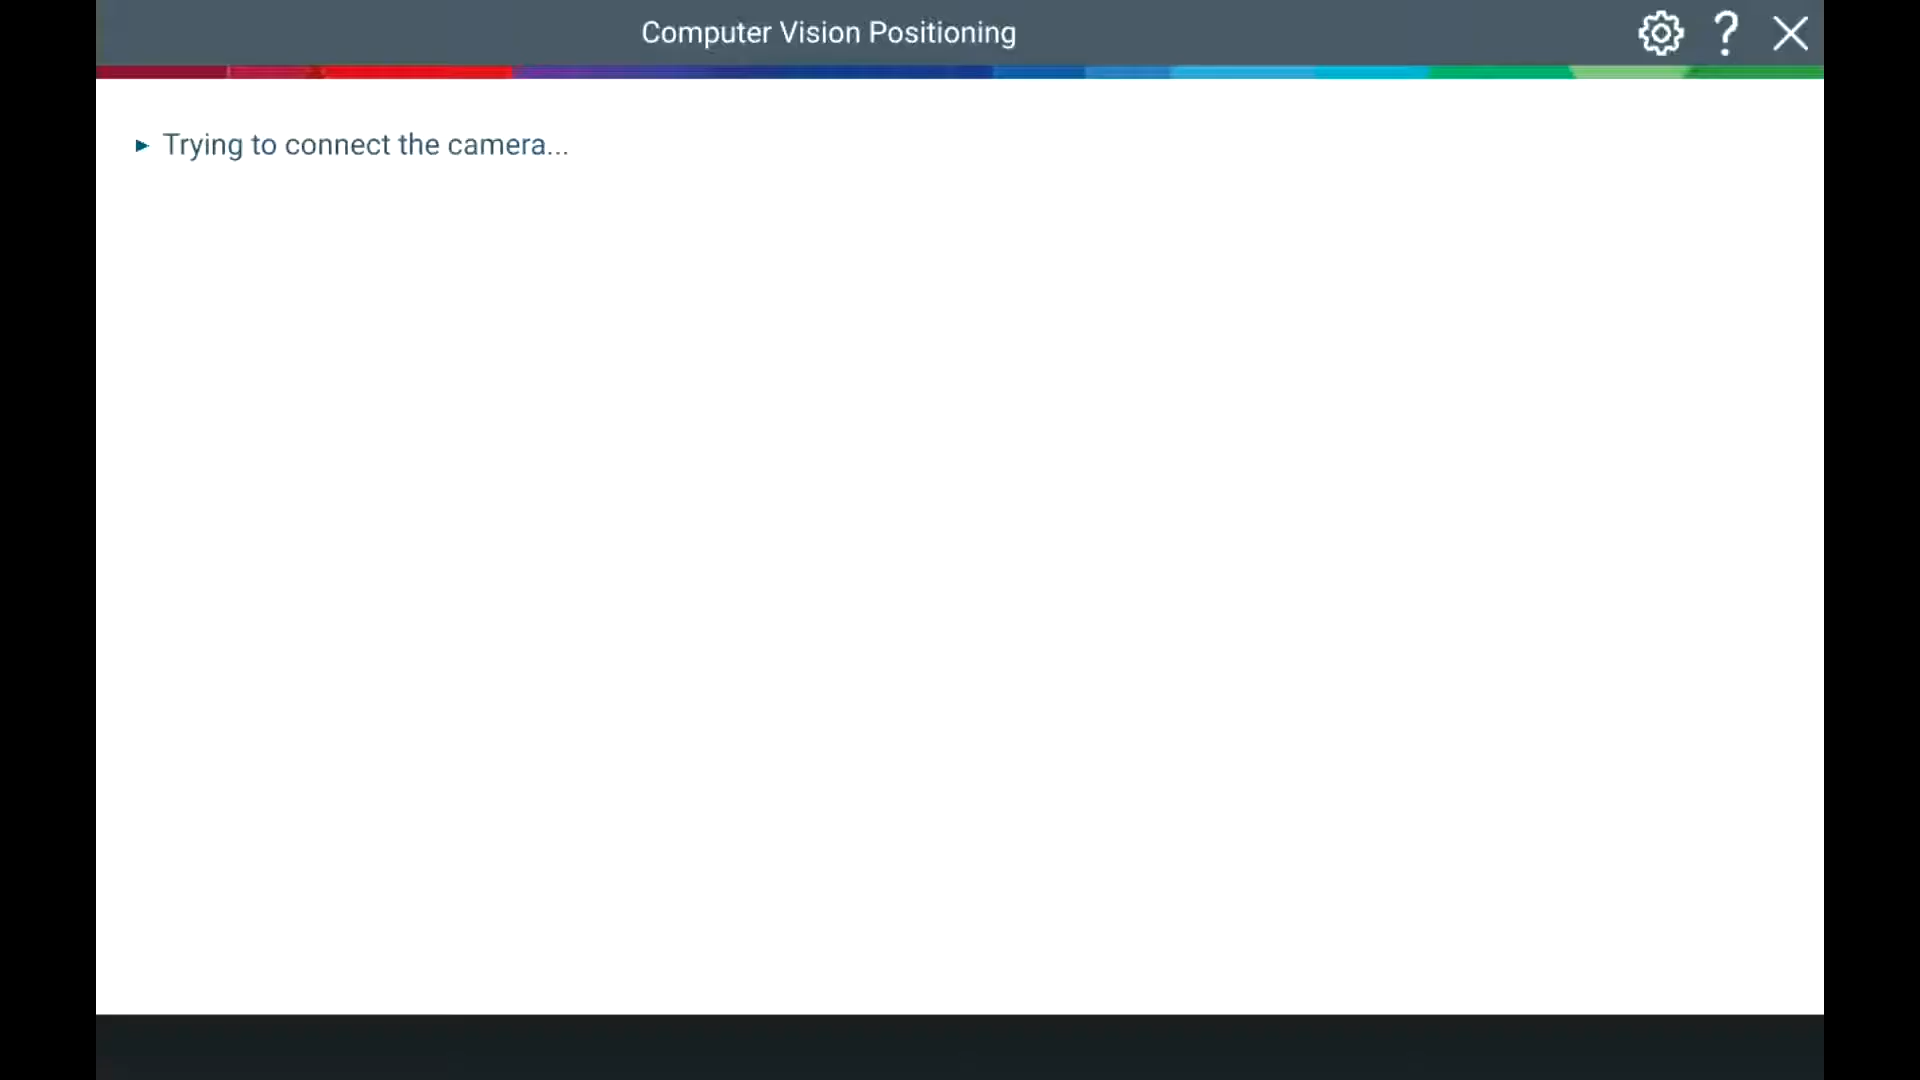 Computer Vision Positioning
► Trying to connect the camera...